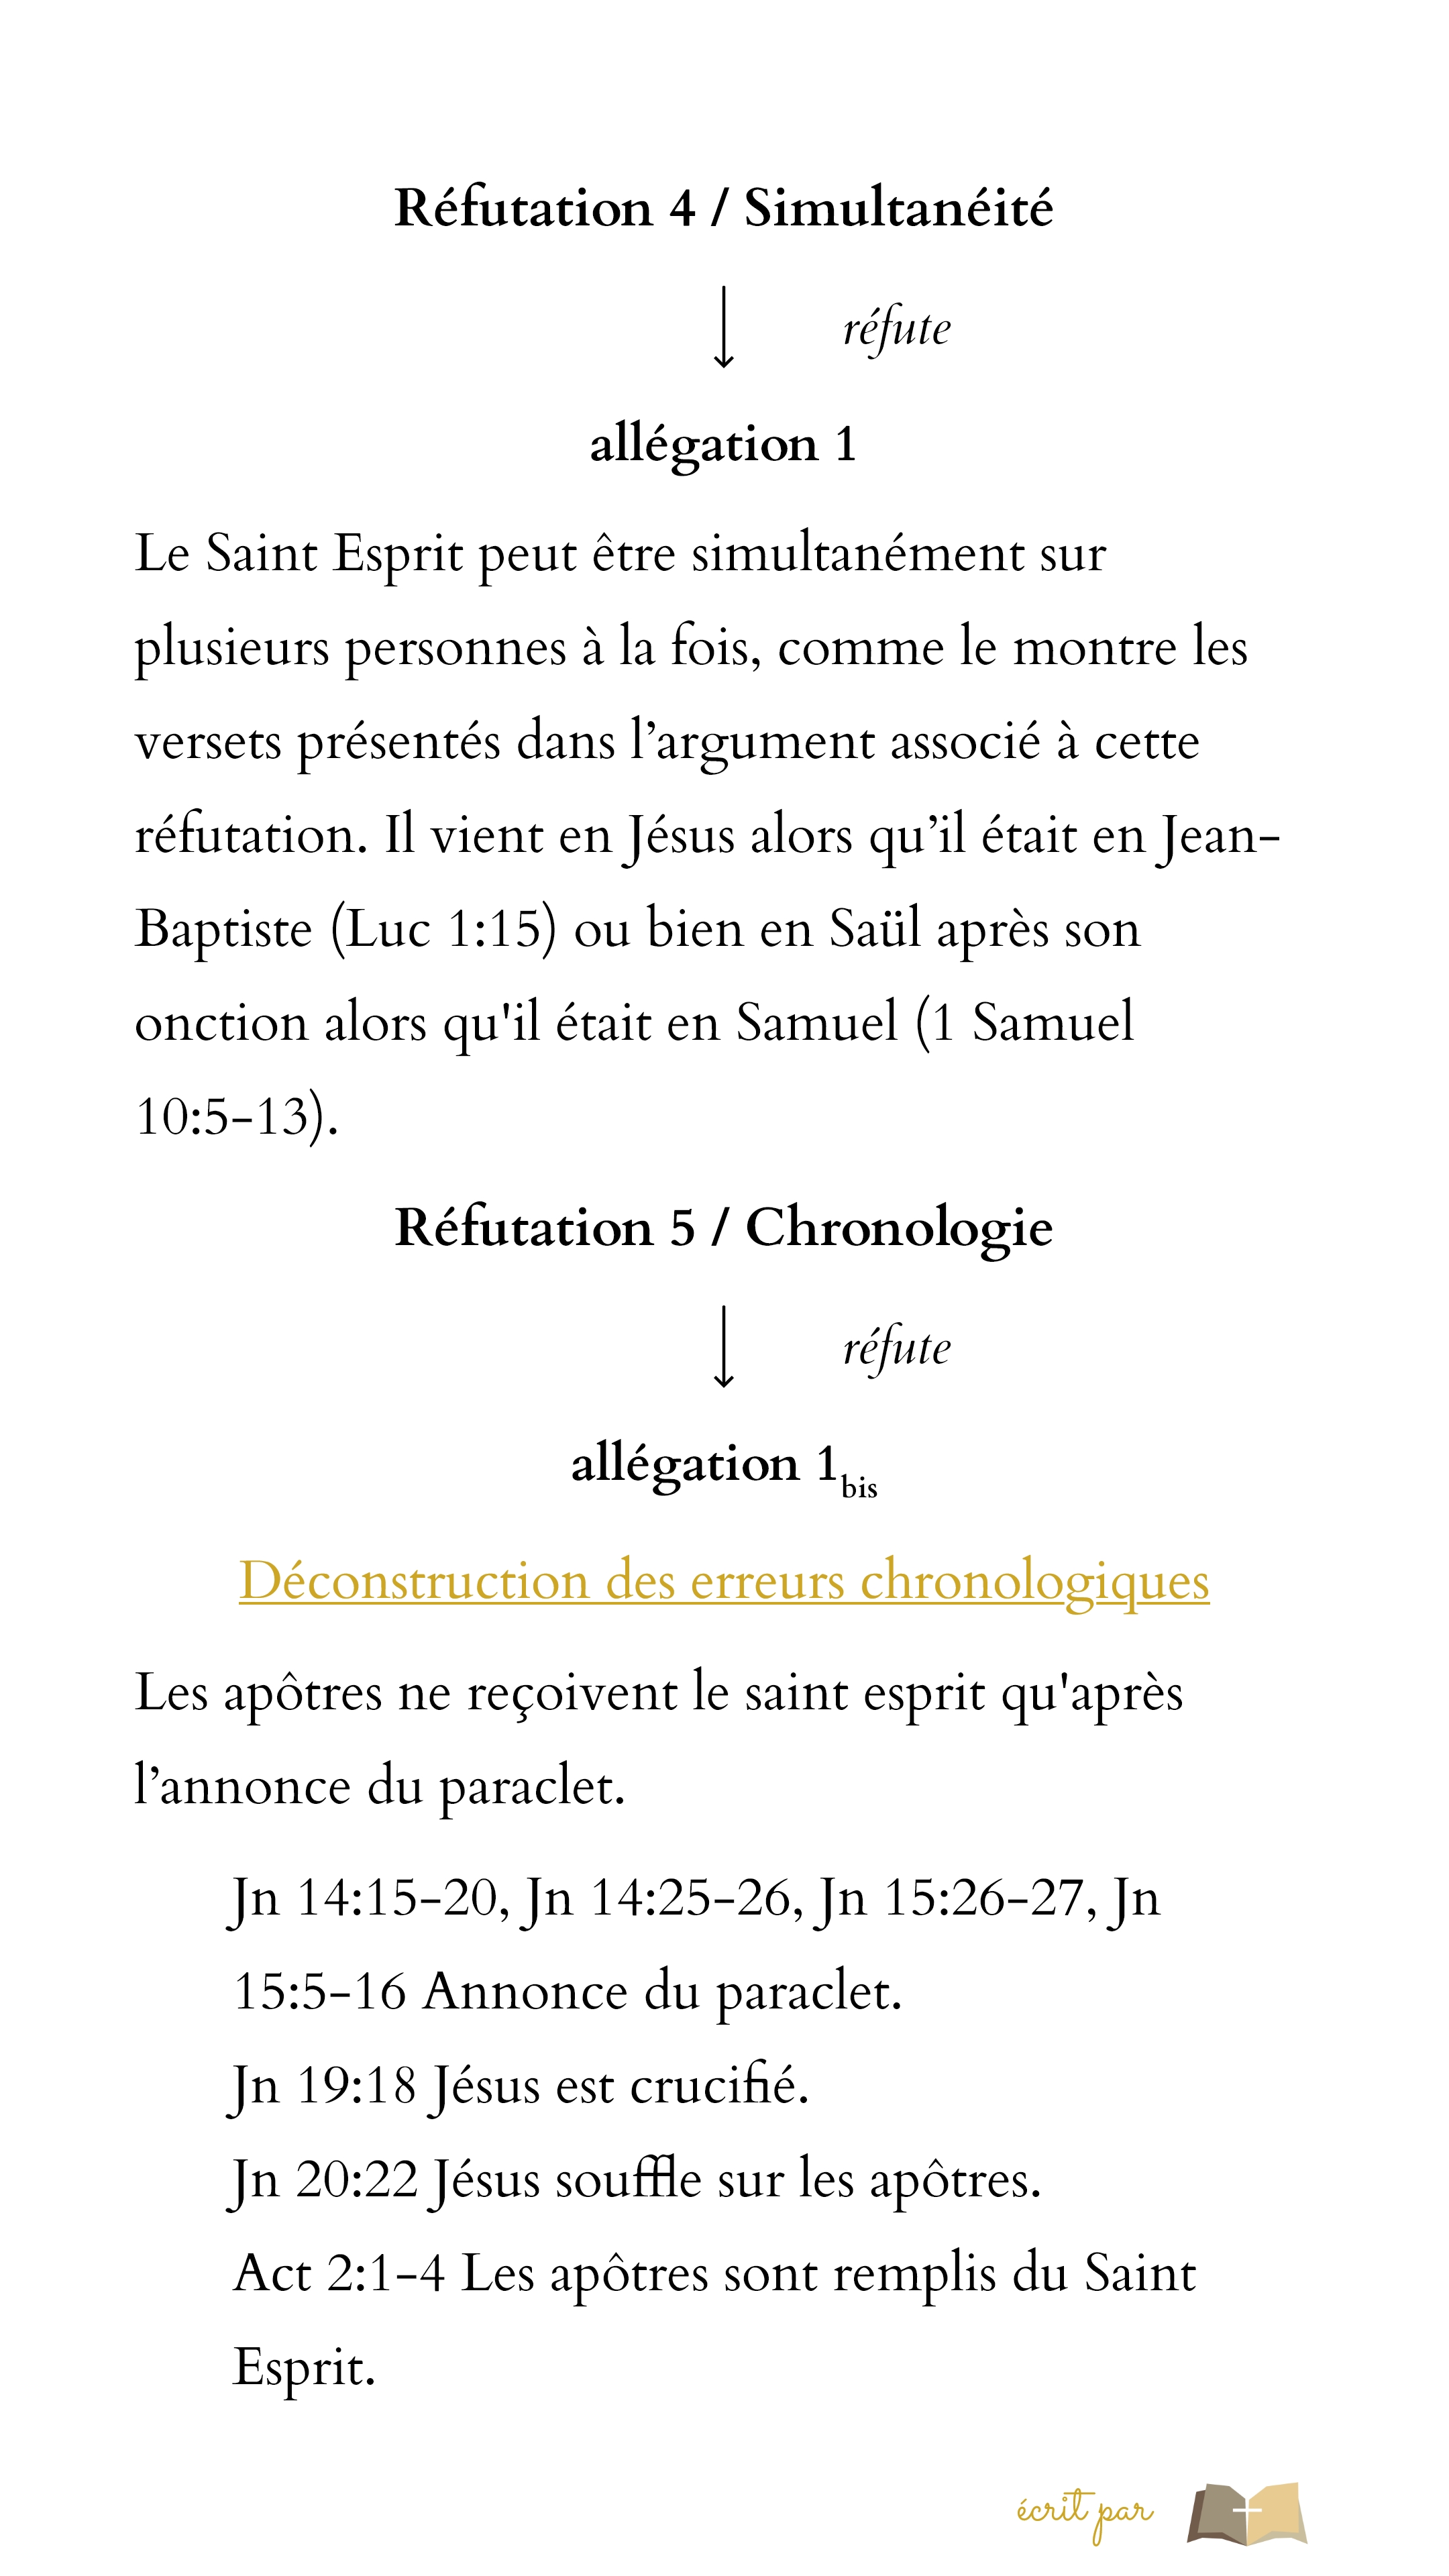 Réfutation 4 / Simultanéité
réfute
allégation 1
Le Saint Esprit peut être simultanément sur
plusieurs personnes à la fois, comme le montre les
versets présentés dans l’argument associé à cette
réfutation. Il vient en Jésus alors qu’il était en Jean-
Baptiste (Luc 1:15) ou bien en Saül après son
onction alors qu'il était en Samuel (1 Samuel
10:5-13).
Réfutation 5 / Chronologie
réfute
allégation 1bis
Déconstruction des erreurs chronologiques
Les apôtres ne reçoivent le saint esprit qu'après
l’annonce du paraclet.
Jn 14:15-20, Jn 14:25-26, Jn 15:26-27, Jn
15:5-16 Annonce du paraclet.
Jn 19:18 Jésus est crucifié.
Jn 20:22 Jésus souffle sur les apôtres.
Act 2:1-4 Les apôtres sont remplis du Saint
Esprit.
écrit par